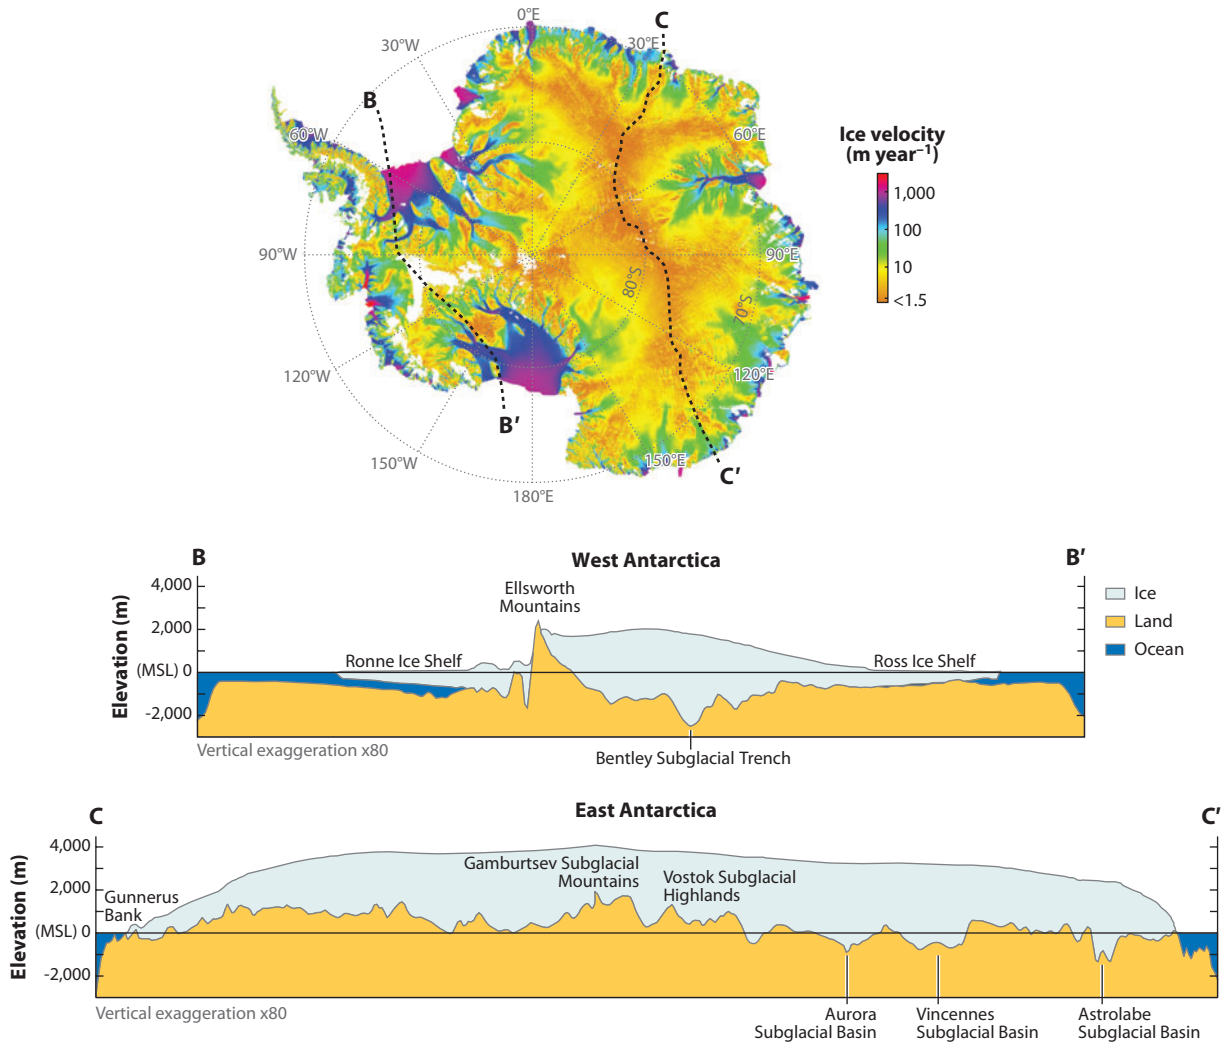 0°E
C
30°E
30°W
B
60°W
60°E
Ice velocity
(m year⁻¹)
1,000
100
10
<1.5
90°W
90°E
80°S
70°S
120°W
120°E
B′
150°W
150°E
C′
180°E
B
West Antarctica
B′
Elevation (m)
4,000
2,000
(MSL) 0
-2,000
Ellsworth
Mountains
Ronne Ice Shelf
Ross Ice Shelf
Ice
Land
Ocean
Vertical exaggeration x80
Bentley Subglacial Trench
C
East Antarctica
C′
Elevation (m)
4,000
2,000
(MSL) 0
-2,000
Gunnerus
Bank
Gamburtsev Subglacial
Mountains
Vostok Subglacial
Highlands
Vertical exaggeration x80
Aurora
Subglacial Basin
Vincennes
Subglacial Basin
Astrolabe
Subglacial Basin